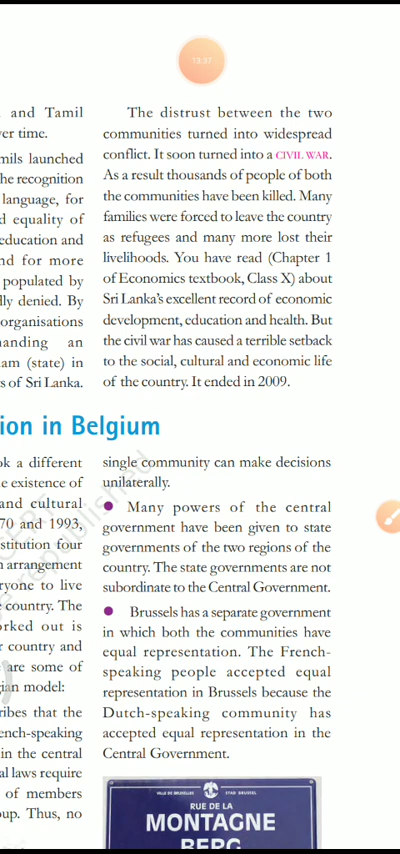 13:37
and Tamil
er time.
mils launched
he recognition
language, for
d equality of
education and
nd for more
populated by
lly denied. By
organisations
nanding an
am (state) in
s of Sri Lanka.
The distrust between the two
communities turned into widespread
conflict. It soon turned into a CIVIL WAR.
As a result thousands of people of both
the communities have been killed. Many
families were forced to leave the country
as refugees and many more lost their
livelihoods. You have read (Chapter 1
of Economics textbook, Class X) about
Sri Lanka's excellent record of economic
development, education and health. But
the civil war has caused a terrible setback
to the social, cultural and economic life
of the country. It ended in 2009.
ion in Belgium
ok a different
e existence of
and cultural
70 and 1993,
stitution four
n arrangement
ryone to live
e country. The
orked out is
r country and
are some of
gian model:
ribes that the
ench-speaking
in the central
al laws require
of members
oup. Thus, no
single community can make decisions
unilaterally.
● Many powers of the central
government have been given to state
governments of the two regions of the
country. The state governments are not
subordinate to the Central Government.
● Brussels has a separate government
in which both the communities have
equal representation. The French-
speaking people accepted equal
representation in Brussels because the
Dutch-speaking community has
accepted equal representation in the
Central Government.
VILLE DE BRUXELLES STAD BRUSSEL
RUE DE LA
MONTAGNE
BERG